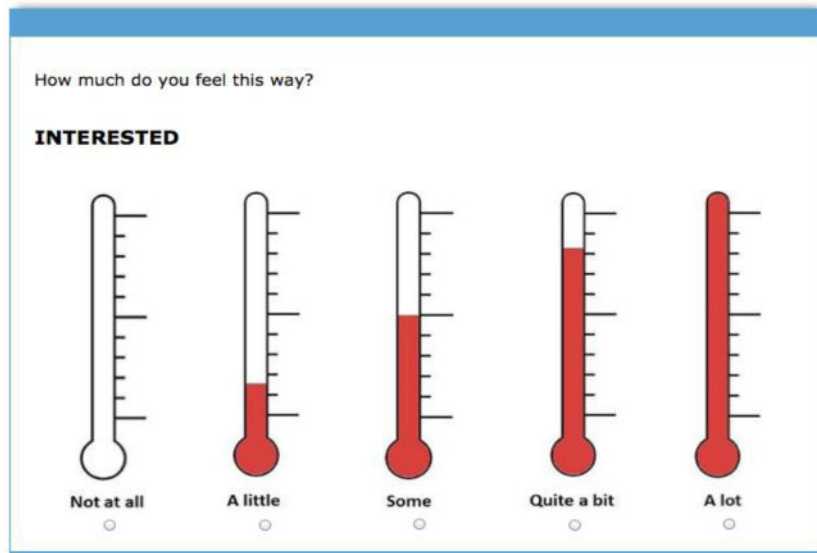 How much do you feel this way?
INTERESTED
Not at all A little Some Quite a bit A lot